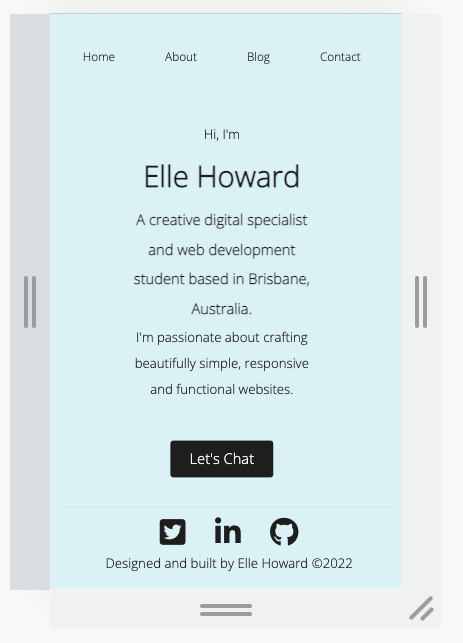 Home About Blog Contact
Hi, I'm
Elle Howard
A creative digital specialist
and web development
student based in Brisbane,
Australia.
I'm passionate about crafting
beautifully simple, responsive
and functional websites.
Let's Chat
in
Designed and built by Elle Howard ©2022